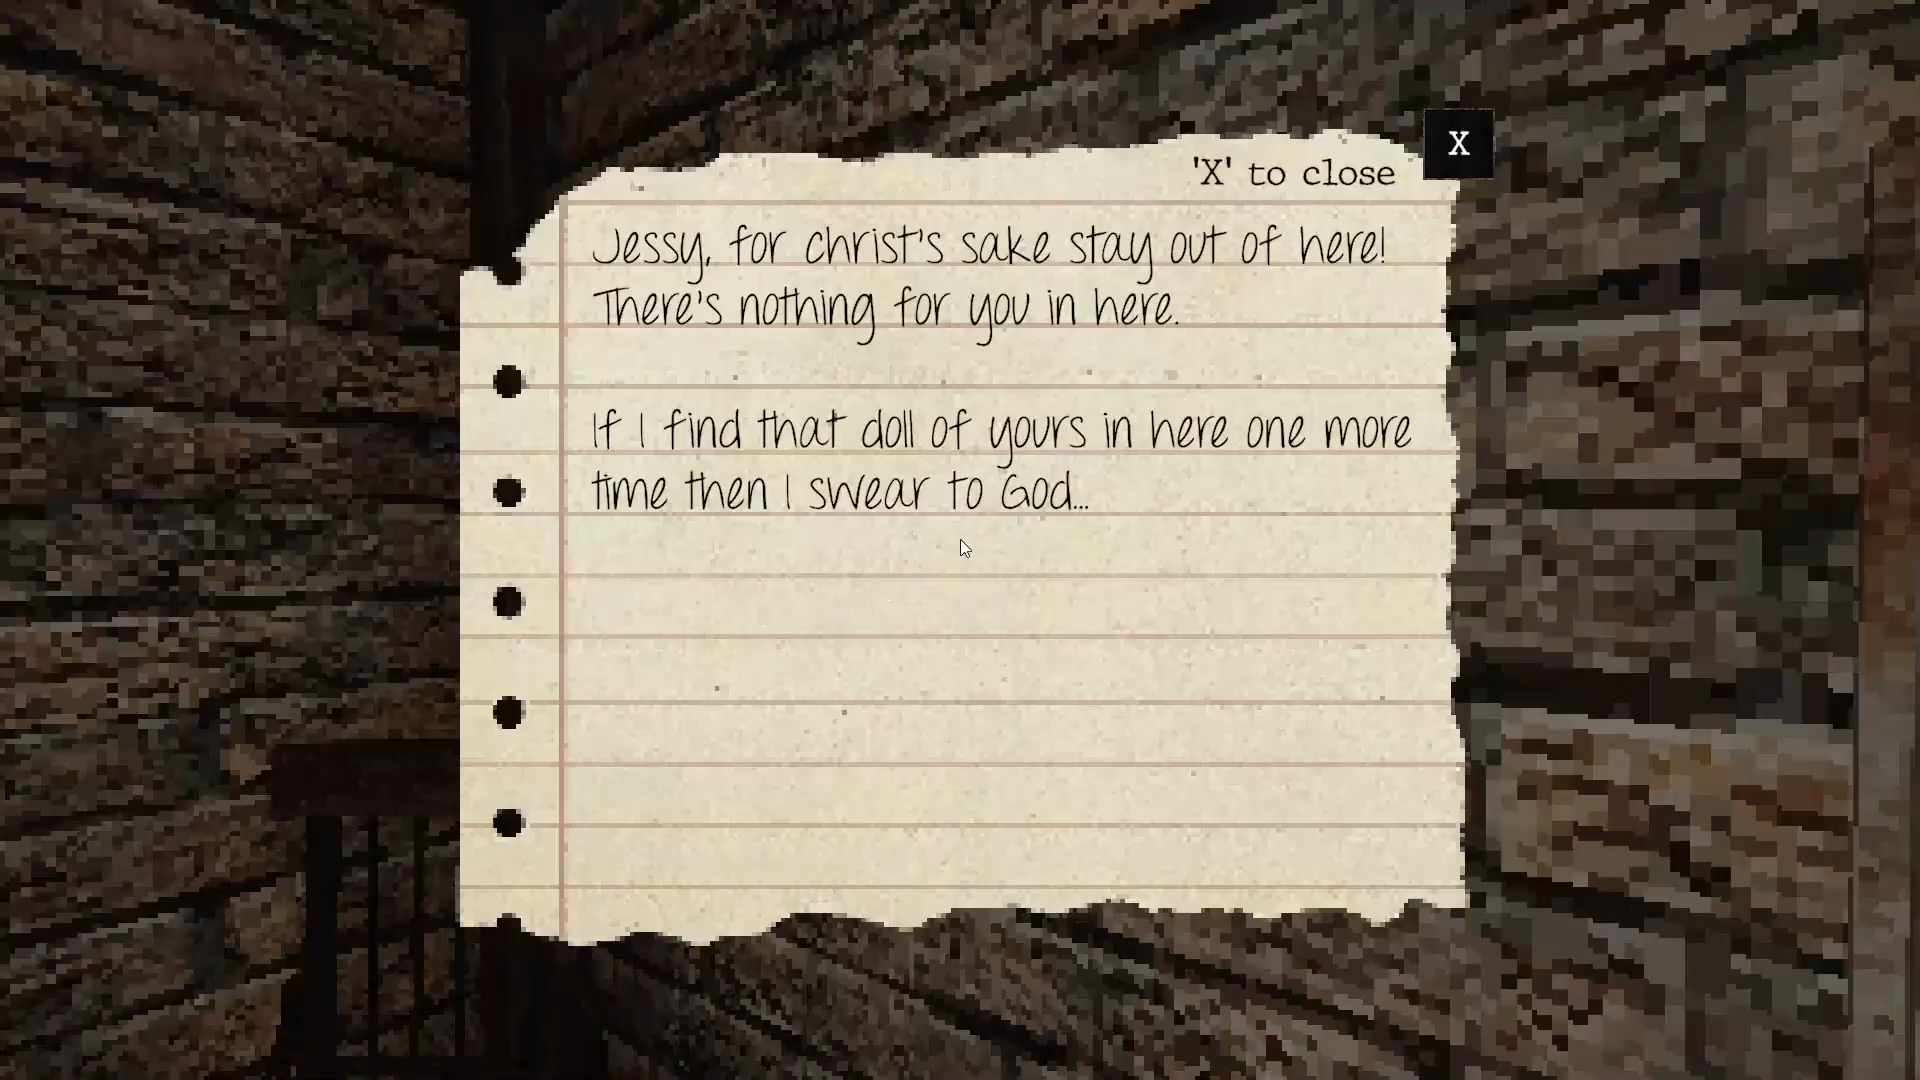 X
'X' to close
Jessy, for christ's sake stay out of here!
There's nothing for you in here.
If I find that doll of yours in here one more
time then I swear to God...